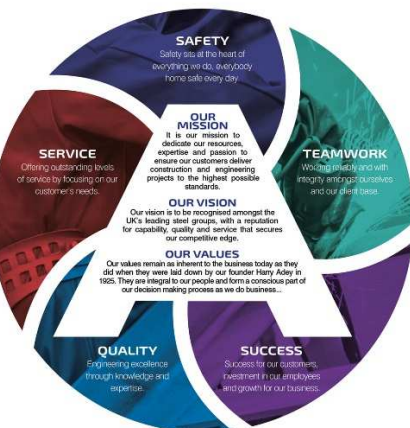 SAFETY
Safety sits at the heart of
everything we do, everybody
home safe every day
SERVICE
Offering outstanding levels
of service by focusing on our
customer's needs.
TEAMWORK
Working reliably and with
integrity amongst ourselves
and our client base
OUR
MISSION
It is our mission to
dedicate our resources,
expertise and passion to
ensure our customers deliver
construction and engineering
projects to the highest possible
standards.
OUR VISION
Our vision is to be recognised amongst the
UK's leading steel groups, with a reputation
for capability, quality and service that secures
our competitive edge.
OUR VALUES
Our values remain as inherent to the business today as they
did when they were laid down by our founder Harry Adey in
1925. They are integral to our people and form a conscious part of
our decision making process as we do business...
QUALITY
Engineering excellence
through knowledge and
expertise.
SUCCESS
Success for our customers,
investment in our employees
and growth for our business.